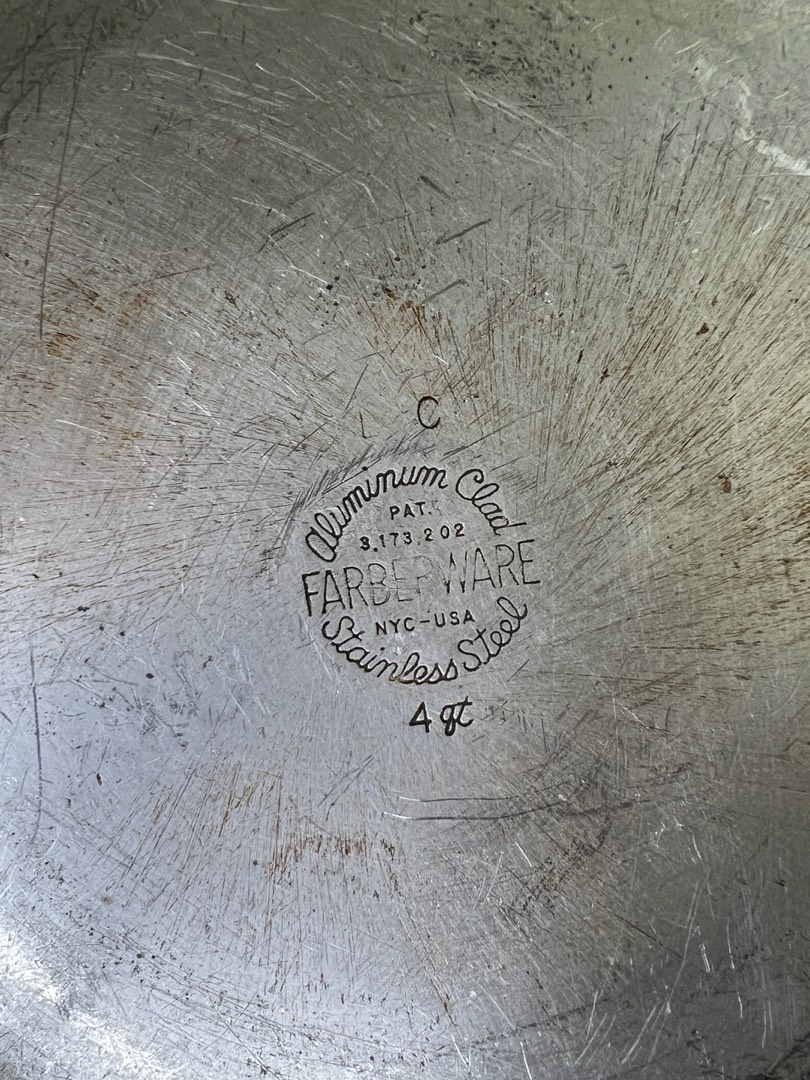 C
Aluminum Clad
PAT.
3,173,202
FARBERWARE
NYC-USA
Stainless Steel
4 qt